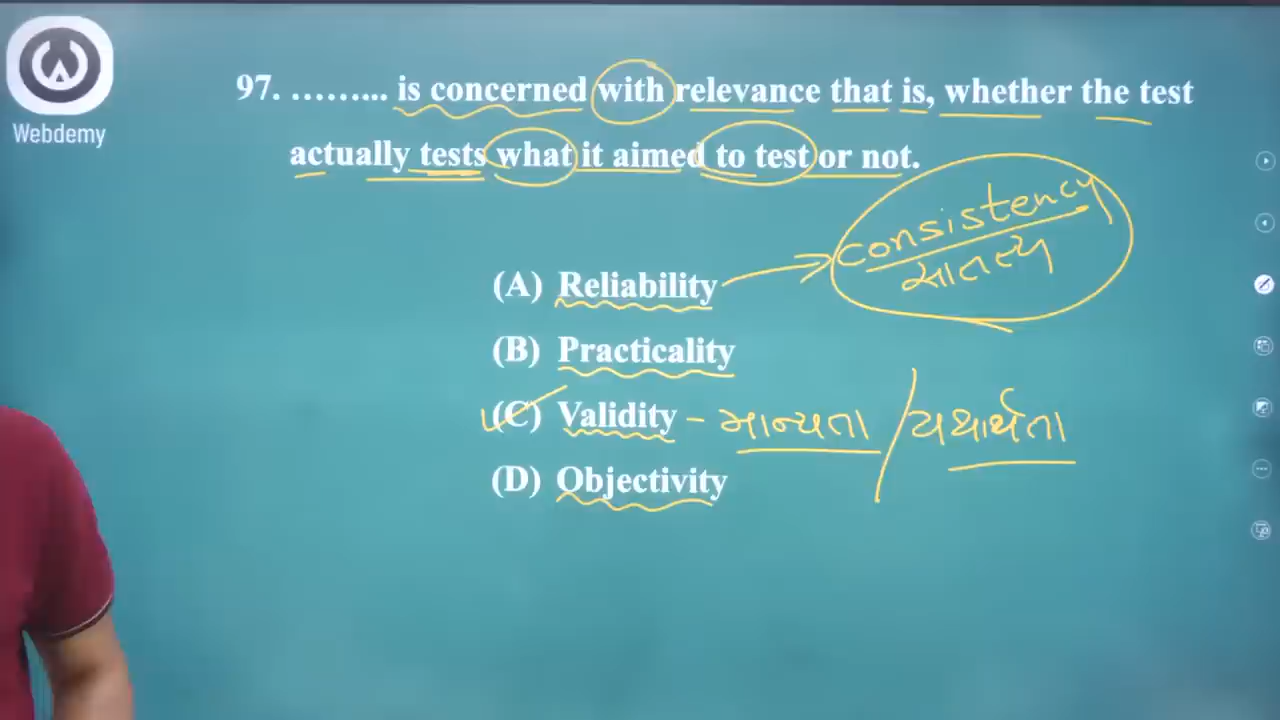 Webdemy
97. ……... is concerned with relevance that is, whether the test
actually tests what it aimed to test or not.
(A) Reliability
consistency
સાતત્ય
(B) Practicality
(C) Validity - માન્યતા / યથાર્થતા
(D) Objectivity